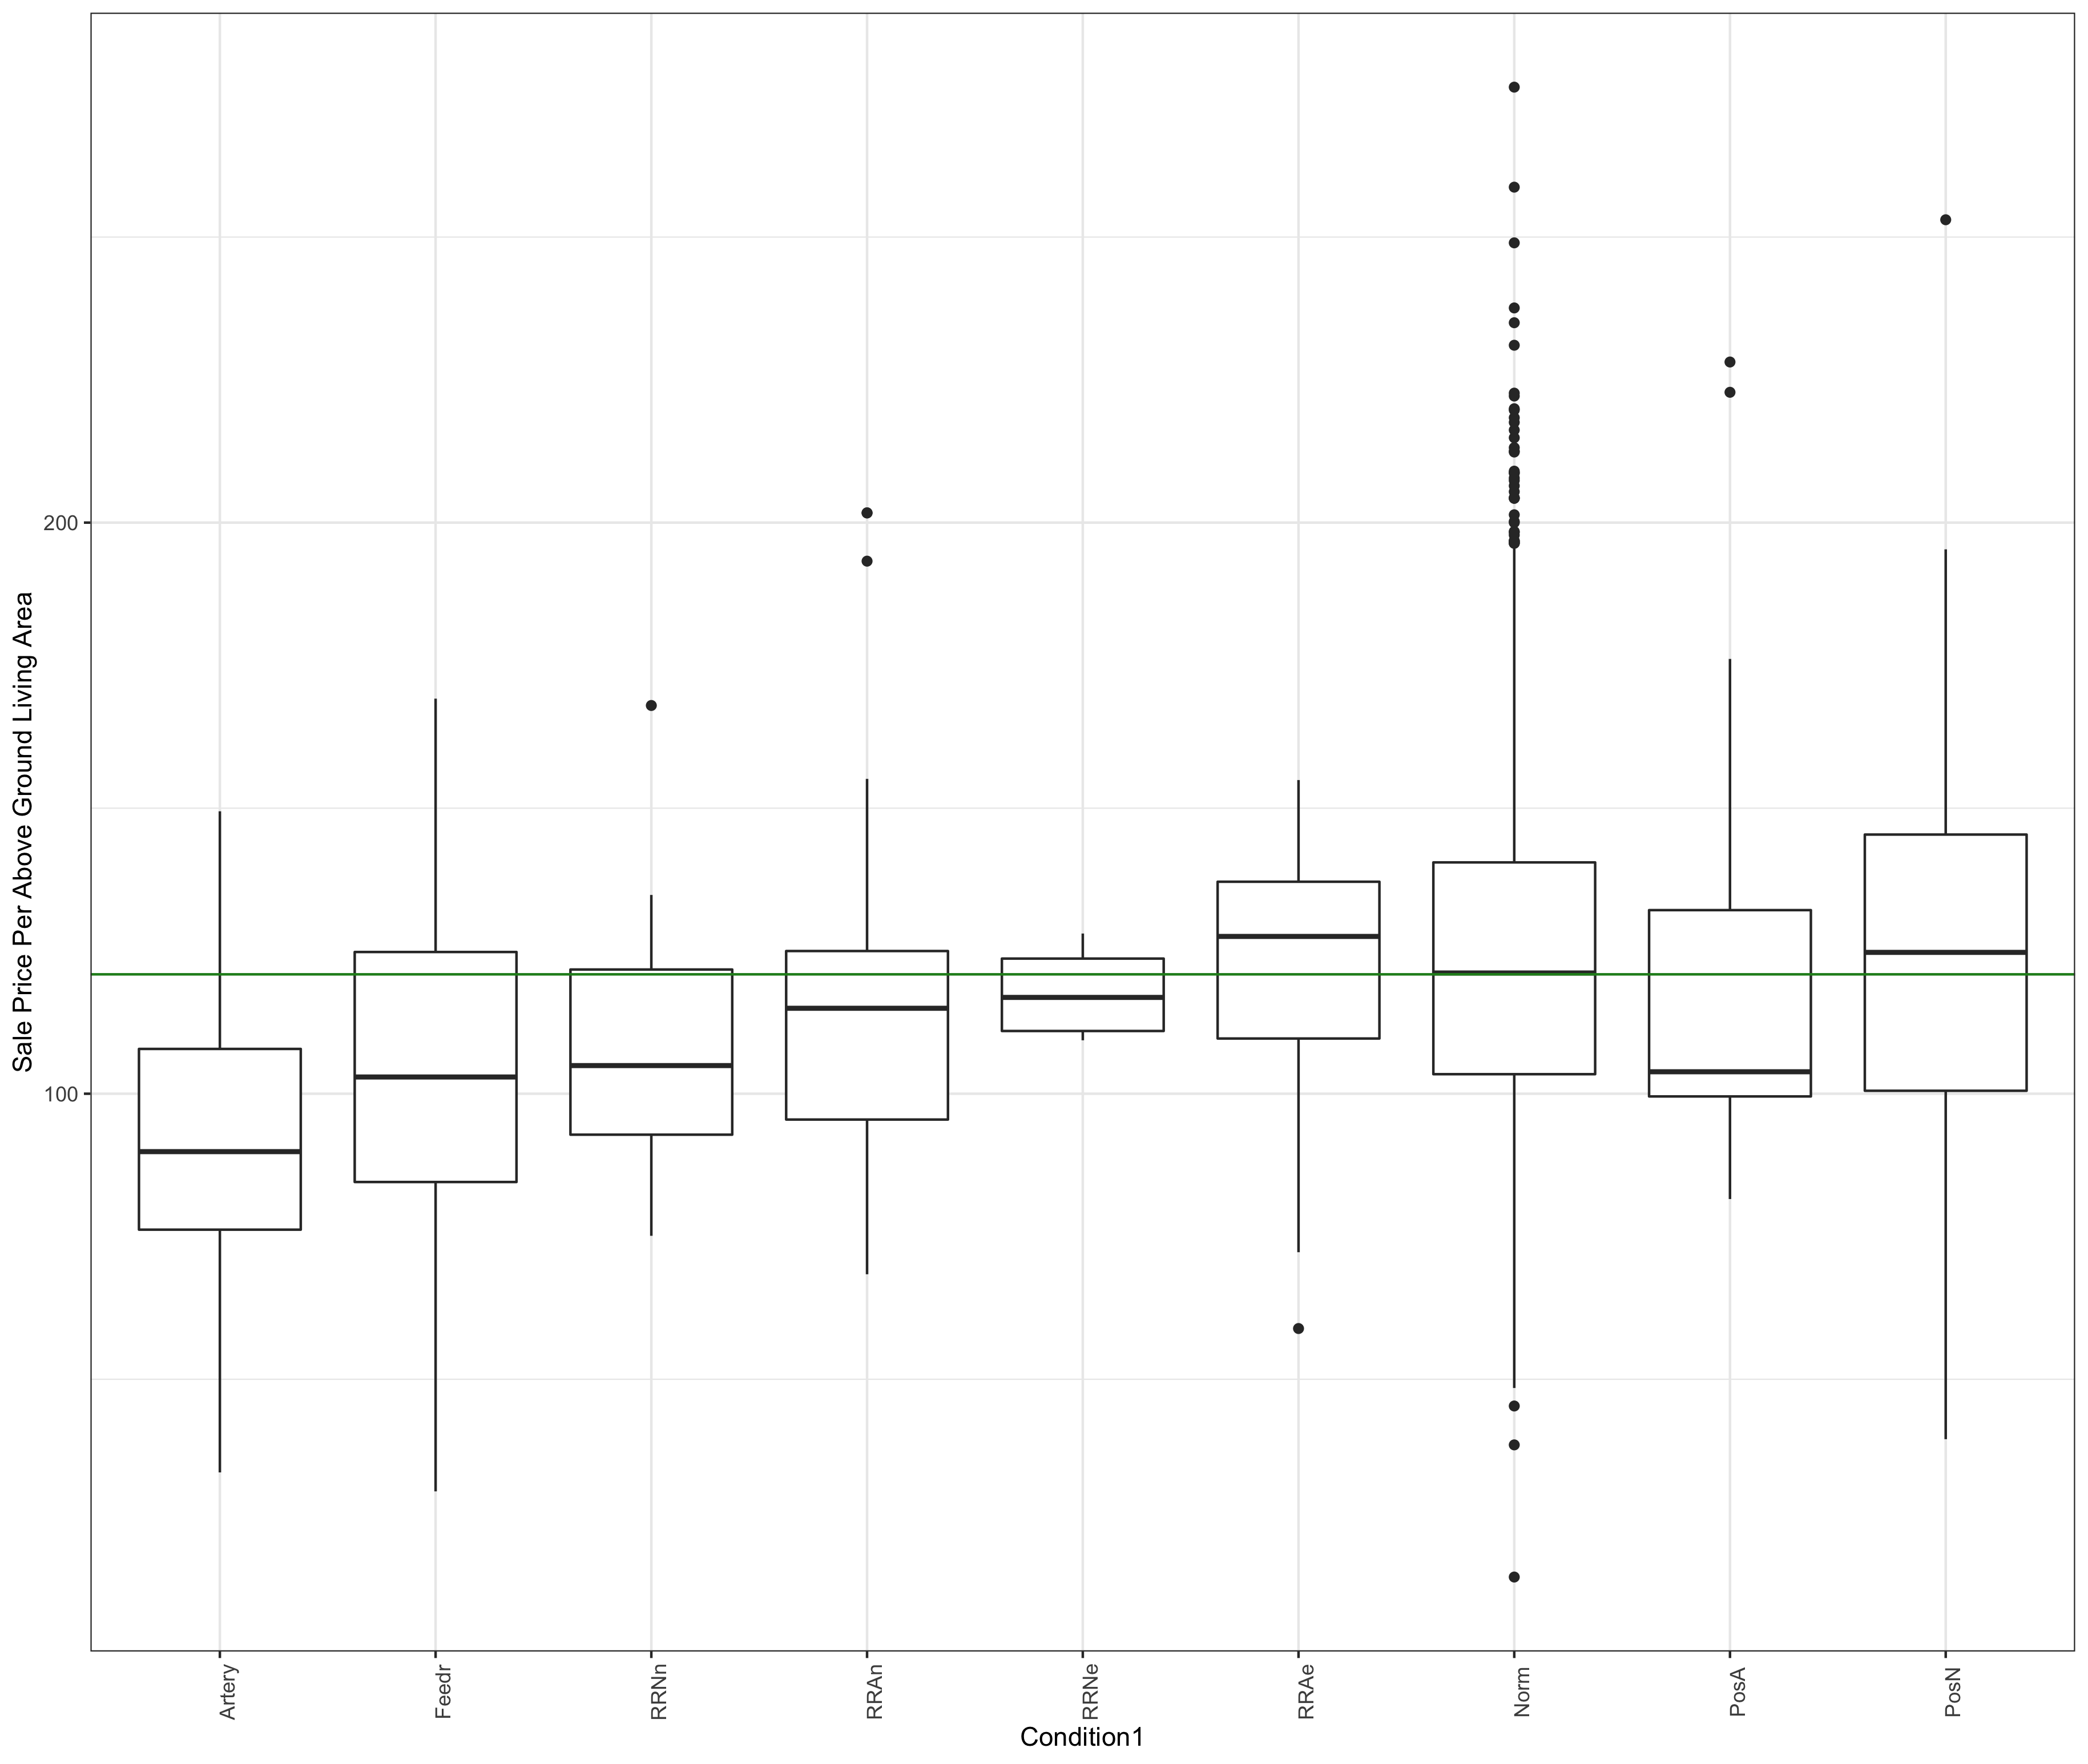 Sale Price Per Above Ground Living Area
200
100
Artery
Feedr
RRNn
RRAn
RRNe
RRAe
Norm
PosA
PosN
Condition1